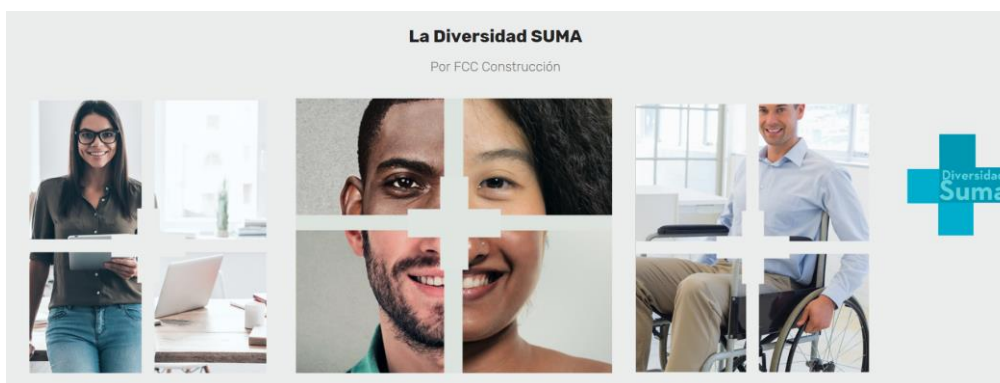 La Diversidad SUMA
Por FCC Construcción
Diversidad
Suma